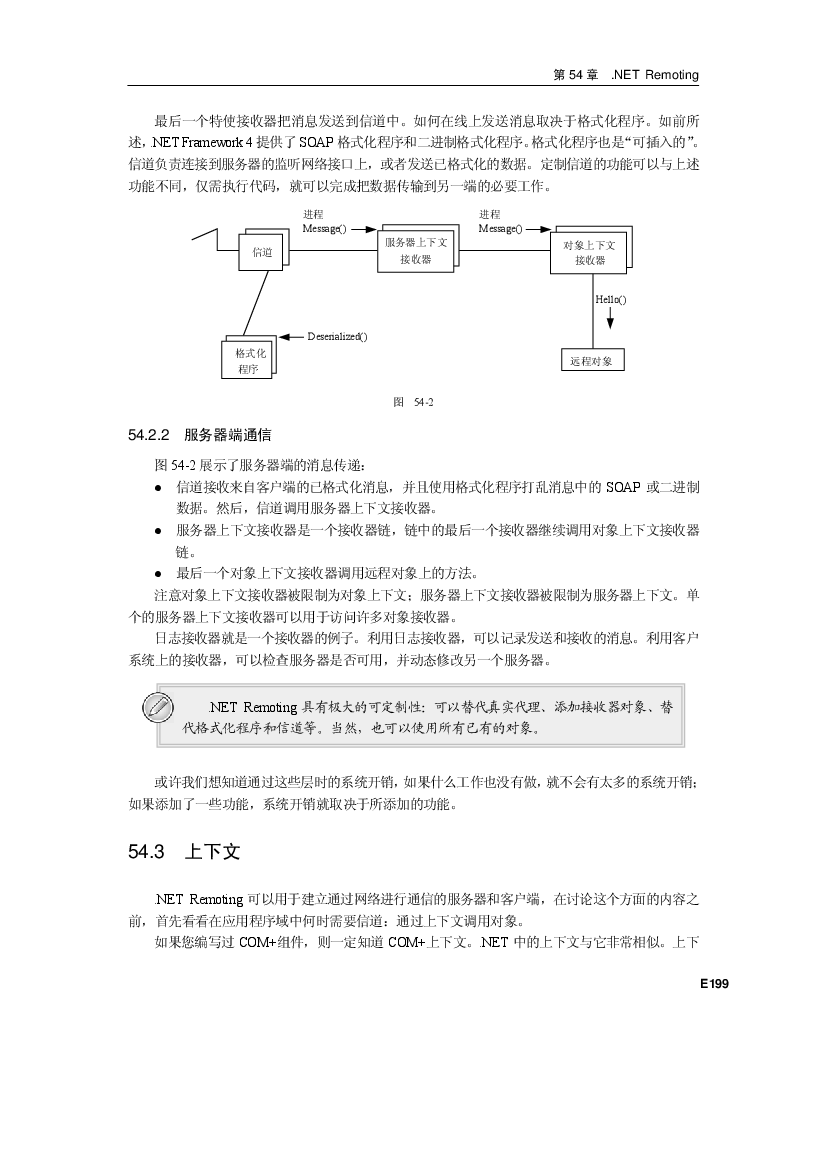 第 54 章 .NET Remoting
最后一个特使接收器把消息发送到信道中。如何在线上发送消息取决于格式化程序。如前所
述，.NET Framework 4 提供了 SOAP 格式化程序和二进制格式化程序。格式化程序也是“可插入的”。
信道负责连接到服务器的监听网络接口上，或者发送已格式化的数据。定制信道的功能可以与上述
功能不同，仅需执行代码，就可以完成把数据传输到另一端的必要工作。
进程
Message()
进程
Message()
信道
服务器上下文
接收器
对象上下文
接收器
Hello()
Deserialized()
格式化
程序
远程对象
图 54-2
54.2.2 服务器端通信
图 54-2 展示了服务器端的消息传递：
● 信道接收来自客户端的已格式化消息，并且使用格式化程序打乱消息中的 SOAP 或二进制
数据。然后，信道调用服务器上下文接收器。
● 服务器上下文接收器是一个接收器链，链中的最后一个接收器继续调用对象上下文接收器
链。
● 最后一个对象上下文接收器调用远程对象上的方法。
注意对象上下文接收器被限制为对象上下文；服务器上下文接收器被限制为服务器上下文。单
个的服务器上下文接收器可以用于访问许多对象接收器。
日志接收器就是一个接收器的例子。利用日志接收器，可以记录发送和接收的消息。利用客户
系统上的接收器，可以检查服务器是否可用，并动态修改另一个服务器。
.NET Remoting 具有极大的可定制性：可以替代真实代理、添加接收器对象、替
代格式化程序和信道等。当然，也可以使用所有已有的对象。
或许我们想知道通过这些层时的系统开销，如果什么工作也没有做，就不会有太多的系统开销；
如果添加了一些功能，系统开销就取决于所添加的功能。
54.3 上下文
.NET Remoting 可以用于建立通过网络进行通信的服务器和客户端，在讨论这个方面的内容之
前，首先看看在应用程序域中何时需要信道：通过上下文调用对象。
如果您编写过 COM+组件，则一定知道 COM+上下文。.NET 中的上下文与它非常相似。上下
E199